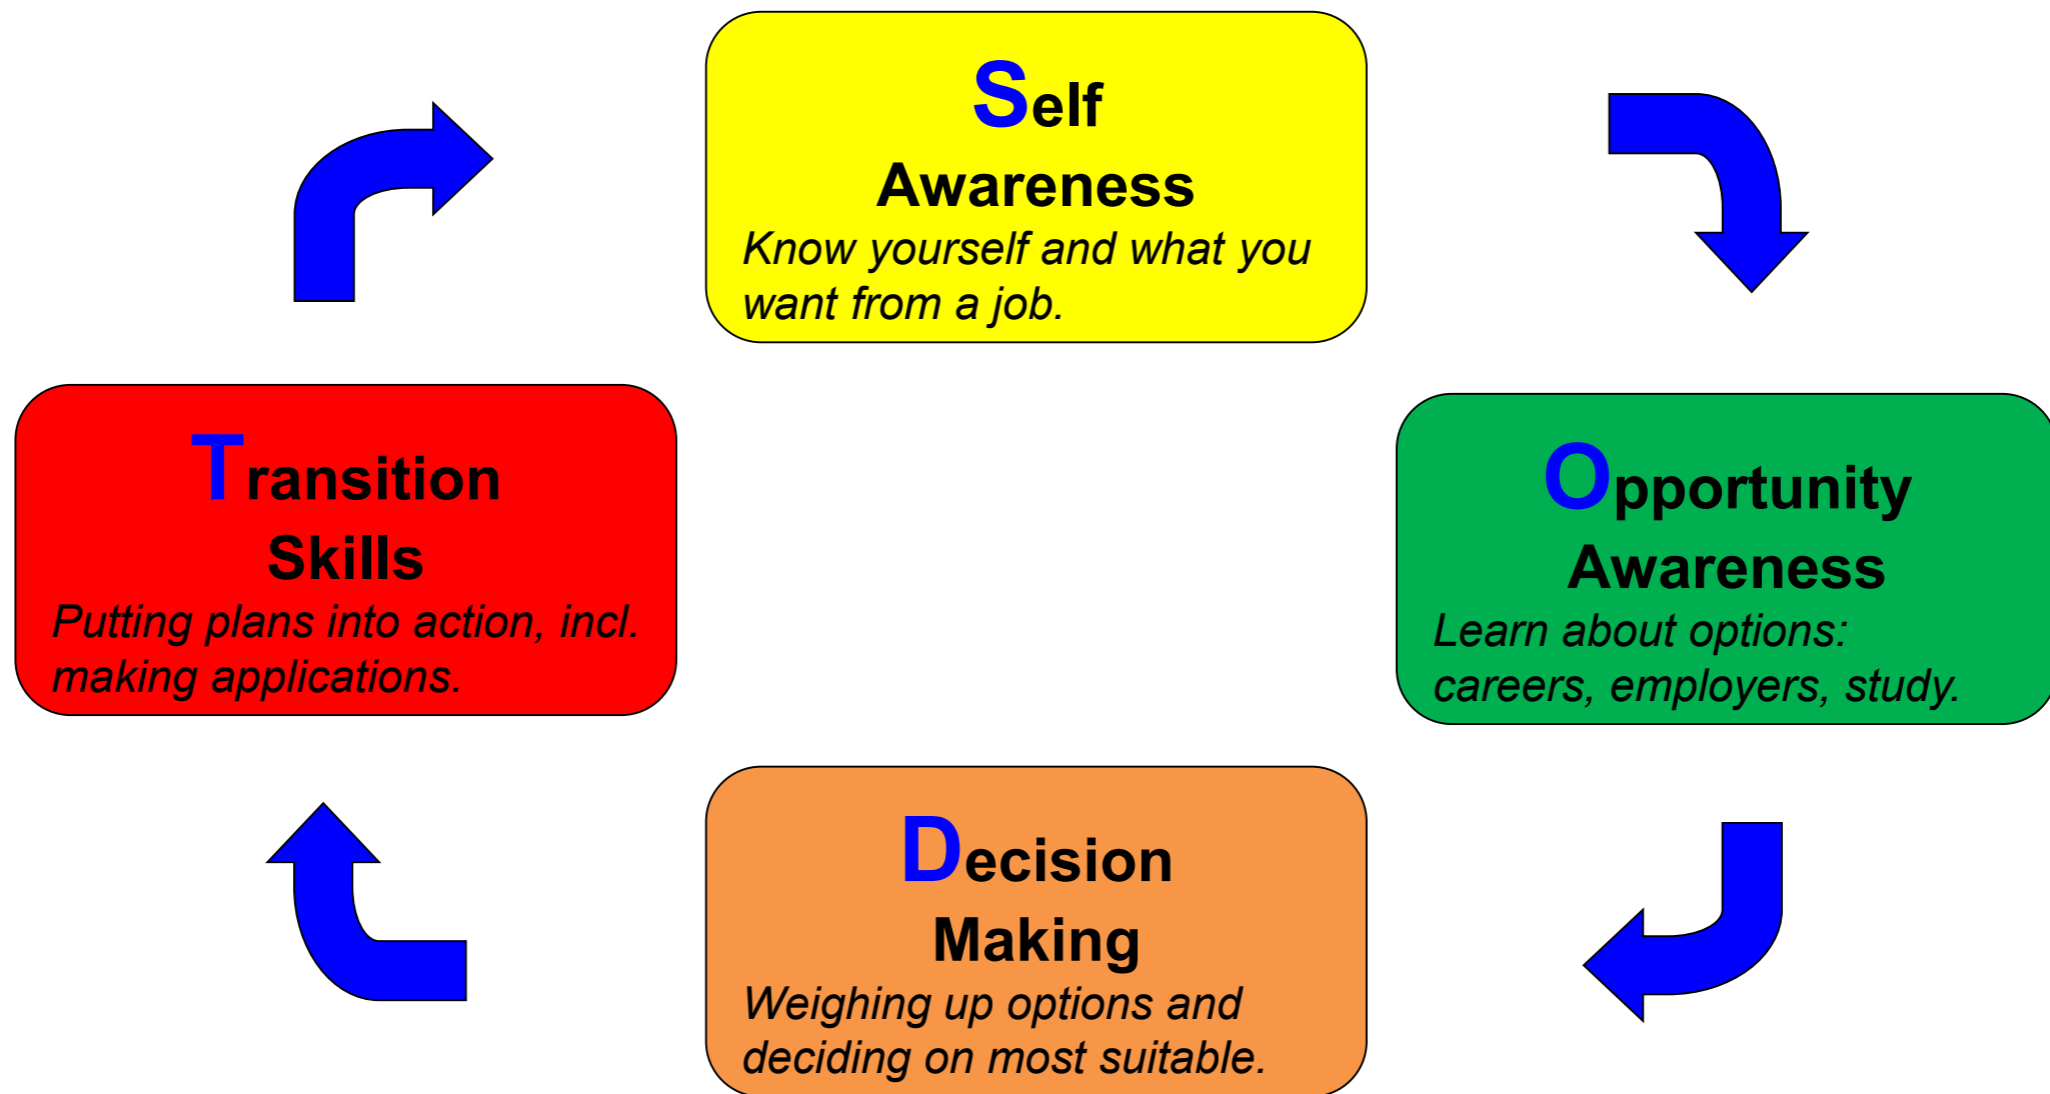 Self
Awareness
Know yourself and what you
want from a job.
Transition
Skills
Putting plans into action, incl.
making applications.
Opportunity
Awareness
Learn about options:
careers, employers, study.
Decision
Making
Weighing up options and
deciding on most suitable.